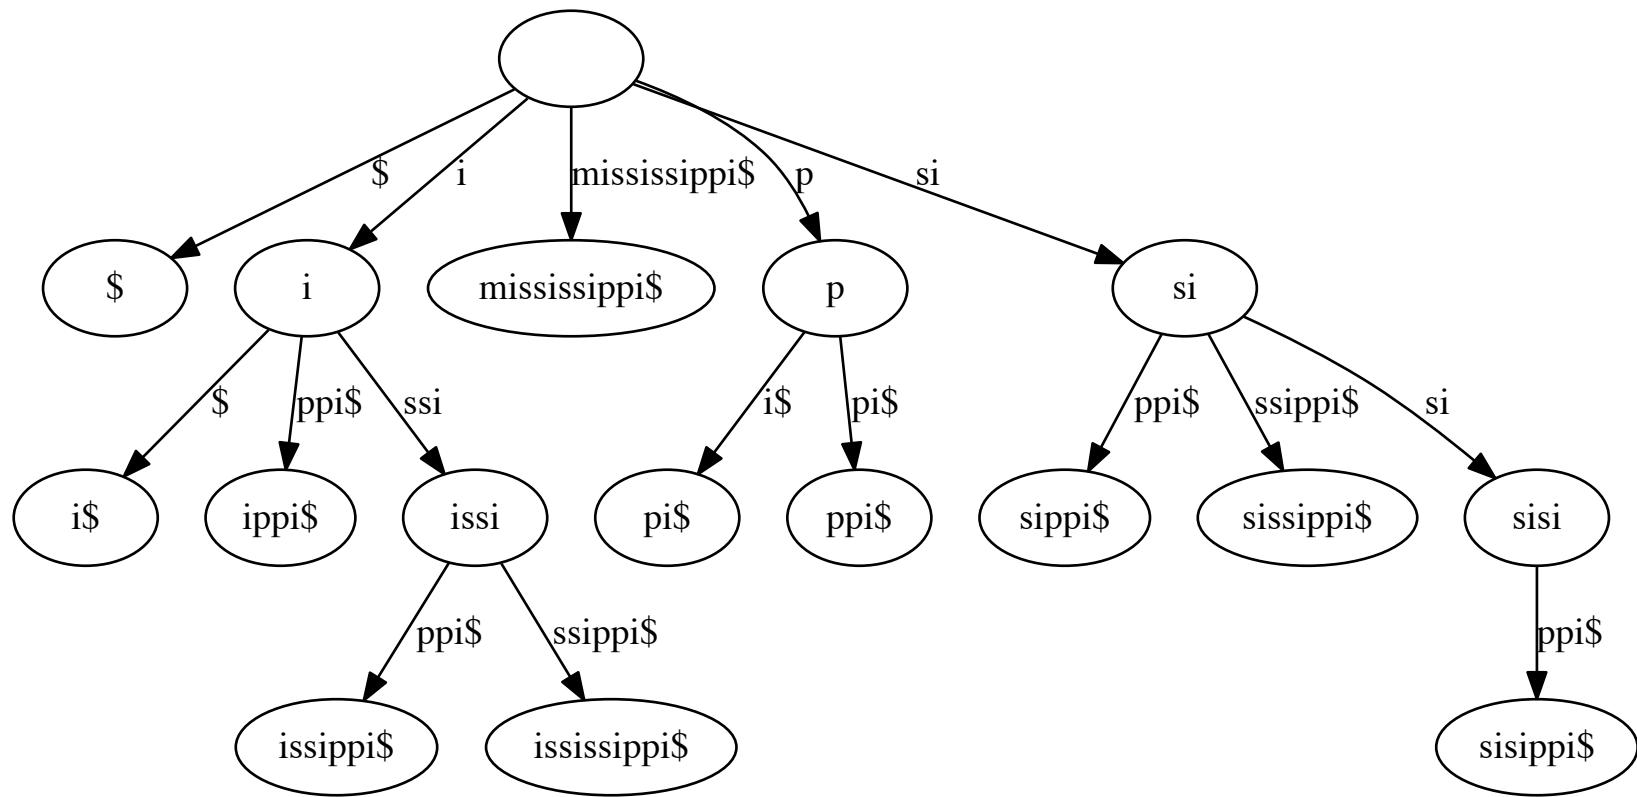 $ i mississippi$ p si
$ i mississippi$ p si
$ ppi$ ssi i$ pi$ ppi$ ssippi$ si
i$ ippi$ issi pi$ ppi$ sippi$ sissippi$ sisi
ppi$ ssippi$ ppi$
issippi$ ississippi$ sisippi$